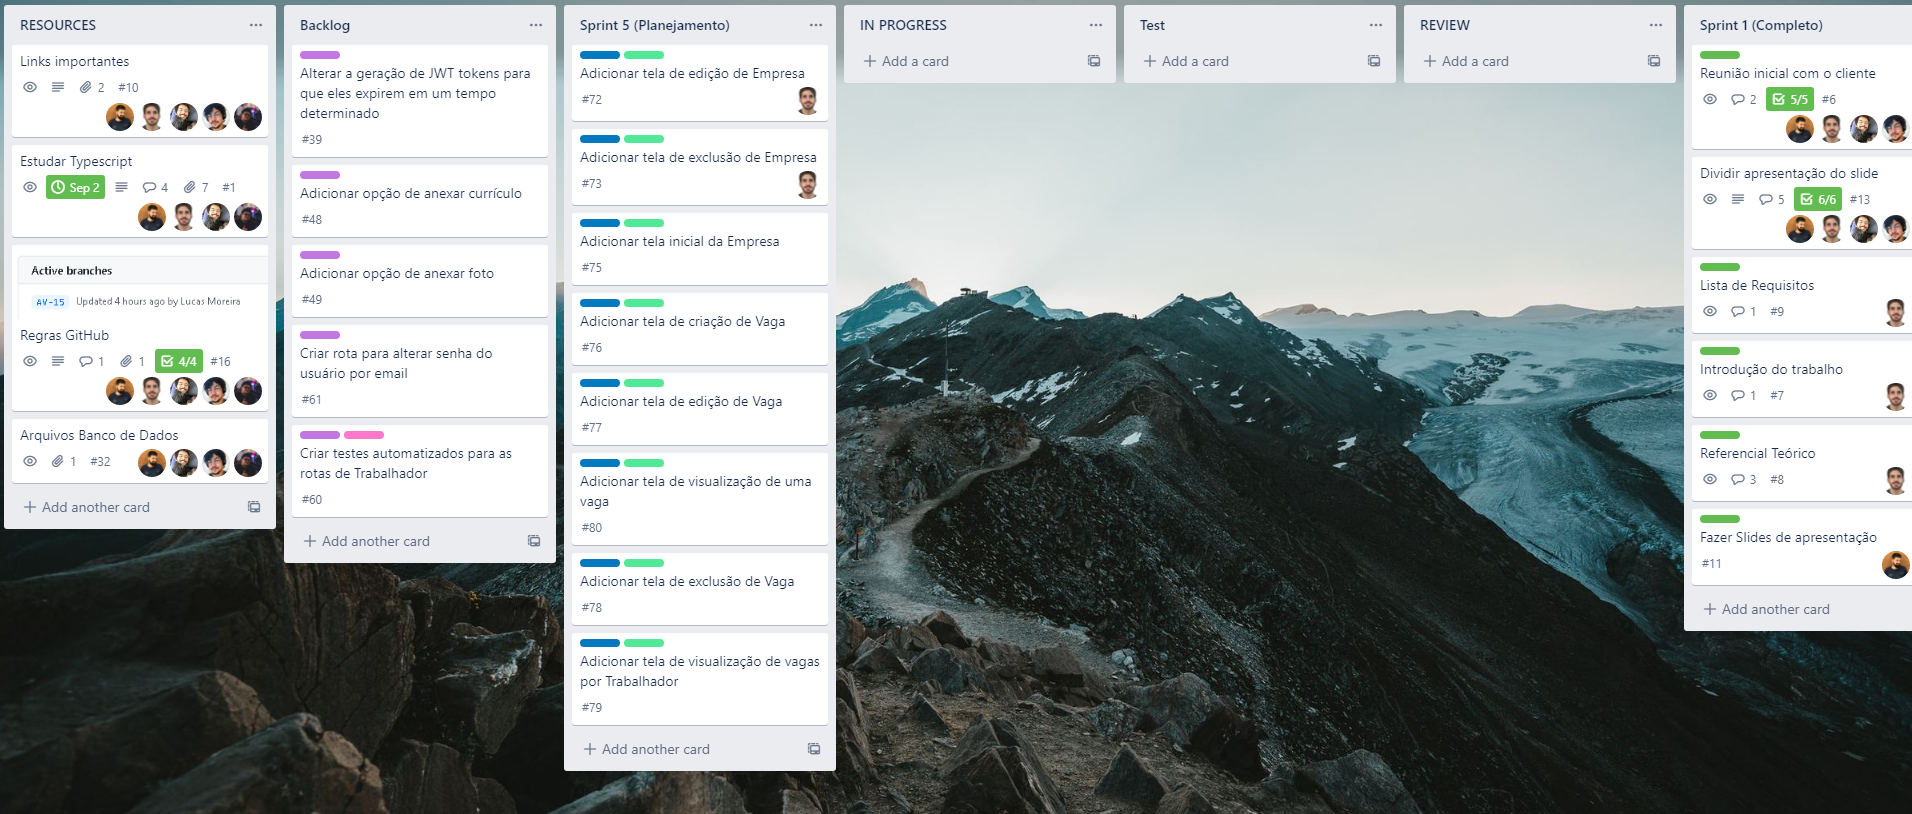 RESOURCES
Links importantes
2 #10
Estudar Typescript
Sep 2 4 7 #1
Active branches
AV-15 Updated 4 hours ago by Lucas Moreira
Regras GitHub
1 1 4/4 #16
Arquivos Banco de Dados
1 #32
Add another card
Backlog
Alterar a geração de JWT tokens para
que eles expirem em um tempo
determinado
#39
Adicionar opção de anexar currículo
#48
Adicionar opção de anexar foto
#49
Criar rota para alterar senha do
usuário por email
#61
Criar testes automatizados para as
rotas de Trabalhador
#60
Add another card
Sprint 5 (Planejamento)
Adicionar tela de edição de Empresa
#72
Adicionar tela de exclusão de Empresa
#73
Adicionar tela inicial da Empresa
#75
Adicionar tela de criação de Vaga
#76
Adicionar tela de edição de Vaga
#77
Adicionar tela de visualização de uma
vaga
#80
Adicionar tela de exclusão de Vaga
#78
Adicionar tela de visualização de vagas
por Trabalhador
#79
Add another card
IN PROGRESS
Add a card
Test
Add a card
REVIEW
Add a card
Sprint 1 (Completo)
Reunião inicial com o cliente
2 5/5 #6
Dividir apresentação do slide
5 6/6 #13
Lista de Requisitos
1 #9
Introdução do trabalho
1 #7
Referencial Teórico
3 #8
Fazer Slides de apresentação
#11
Add another card